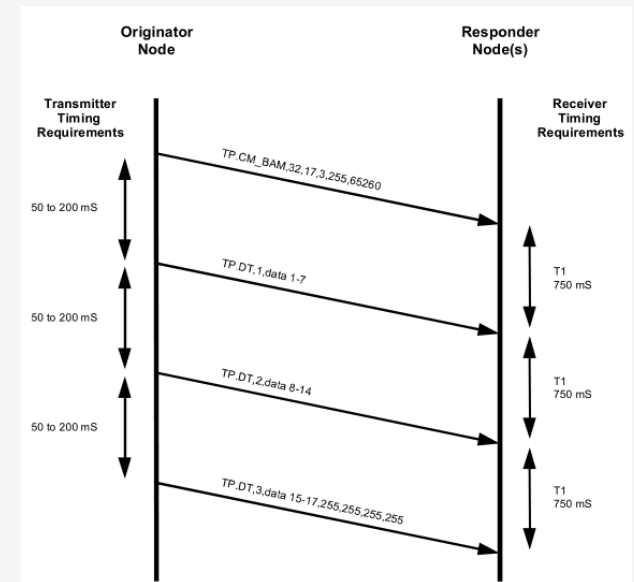 Originator
Node
Responder
Node(s)
Transmitter
Timing
Requirements
Receiver
Timing
Requirements
TP.CM_BAM,32,17,3,255,65260
50 to 200 mS
TP.DT,1,data 1-7
T1
750 mS
50 to 200 mS
TP.DT,2,data 8-14
T1
750 mS
50 to 200 mS
TP.DT,3,data 15-17,255,255,255,255
T1
750 mS